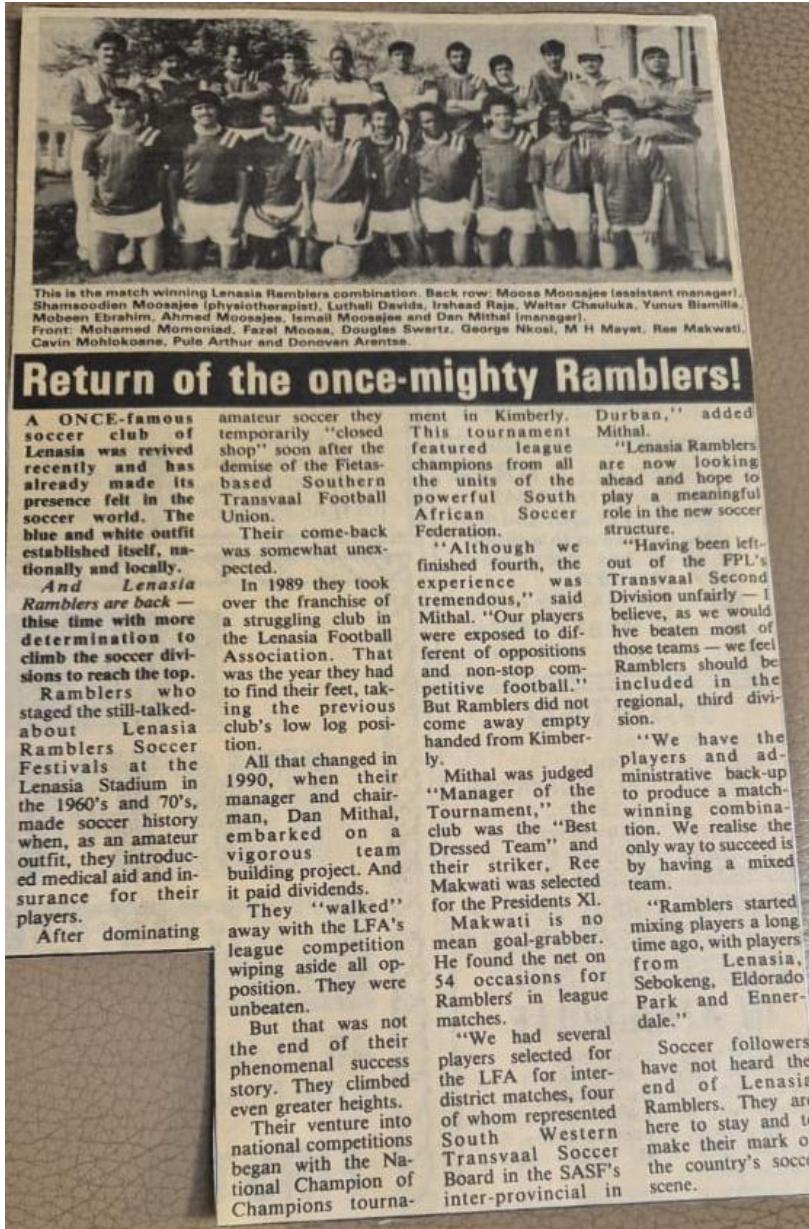 This is the match winning Lenasia Ramblers combination. Back row: Moosa Moosajee (assistant manager),
Shamsoodien Moosajee (physiotherapist), Luthali Davids, Irshead Raja, Walter Chauluka, Yunus Bismilla,
Mobeen Ebrahim, Ahmed Moosajee, Ismail Moosajee and Dan Mithal (manager).
Front: Mohamed Momoniad, Fazel Moosa, Douglas Swartz, George Nkosi, M H Mayet, Ree Makwati,
Cavin Mohlokoane, Pule Arthur and Donovan Arentse.
Return of the once-mighty Ramblers!
A ONCE-famous
soccer club of
Lenasia was revived
recently and has
already made its
presence felt in the
soccer world. The
blue and white outfit
established itself, na-
tionally and locally.
And Lenasia
Ramblers are back —
thise time with more
determination to
climb the soccer divi-
sions to reach the top.
Ramblers who
staged the still-talked-
about Lenasia
Ramblers Soccer
Festivals at the
Lenasia Stadium in
the 1960's and 70's,
made soccer history
when, as an amateur
outfit, they introduc-
ed medical aid and in-
surance for their
players.
After dominating
amateur soccer they
temporarily "closed
shop" soon after the
demise of the Fietas-
based Southern
Transvaal Football
Union.
Their come-back
was somewhat unex-
pected.
In 1989 they took
over the franchise of
a struggling club in
the Lenasia Football
Association. That
was the year they had
to find their feet, tak-
ing the previous
club's low log posi-
tion.
All that changed in
1990, when their
manager and chair-
man, Dan Mithal,
embarked on a
vigorous team
building project. And
it paid dividends.
They "walked"
away with the LFA's
league competition
wiping aside all op-
position. They were
unbeaten.
But that was not
the end of their
phenomenal success
story. They climbed
even greater heights.
Their venture into
national competitions
began with the Na-
tional Champion of
Champions tourna-
ment in Kimberly.
This tournament
featured league
champions from all
the units of the
powerful South
African Soccer
Federation.
"Although we
finished fourth, the
experience was
tremendous," said
Mithal. "Our players
were exposed to dif-
ferent of oppositions
and non-stop com-
petitive football."
But Ramblers did not
come away empty
handed from Kimber-
ly.
Mithal was judged
"Manager of the
Tournament," the
club was the "Best
Dressed Team" and
their striker, Ree
Makwati was selected
for the Presidents XI.
Makwati is no
mean goal-grabber.
He found the net on
54 occasions for
Ramblers in league
matches.
"We had several
players selected for
the LFA for inter-
district matches, four
of whom represented
South Western
Transvaal Soccer
Board in the SASF's
inter-provincial in
Durban," added
Mithal.
"Lenasia Ramblers
are now looking
ahead and hope to
play a meaningful
role in the new soccer
structure.
"Having been left-
out of the FPL's
Transvaal Second
Division unfairly — I
believe, as we would
hve beaten most of
those teams — we feel
Ramblers should be
included in the
regional, third divi-
sion.
"We have the
players and ad-
ministrative back-up
to produce a match-
winning combina-
tion. We realise the
only way to succeed is
by having a mixed
team.
"Ramblers started
mixing players a long
time ago, with players
from Lenasia,
Sebokeng, Eldorado
Park and Enner-
dale."
Soccer followers
have not heard the
end of Lenasia
Ramblers. They are
here to stay and to
make their mark o
the country's socce
scene.